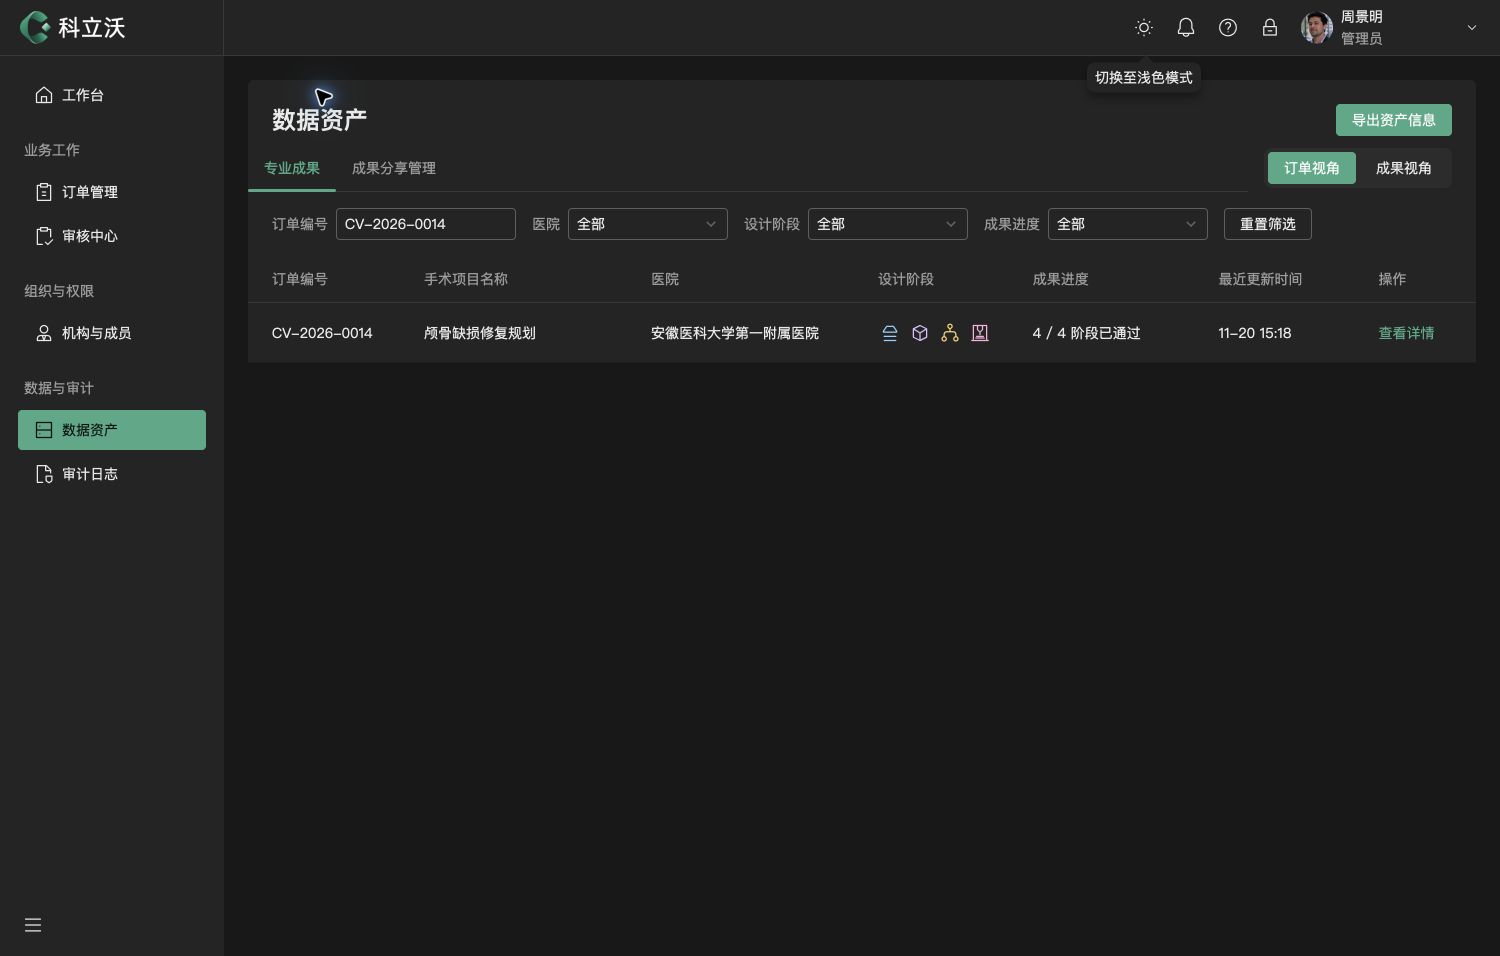 科立沃
周景明
管理员
切换至浅色模式
工作台
业务工作
订单管理
审核中心
组织与权限
机构与成员
数据与审计
数据资产
审计日志
数据资产
导出资产信息
专业成果 成果分享管理
订单视角 成果视角
订单编号 CV-2026-0014 医院 全部 设计阶段 全部 成果进度 全部 重置筛选
订单编号 手术项目名称 医院 设计阶段 成果进度 最近更新时间 操作
CV-2026-0014 颅骨缺损修复规划 安徽医科大学第一附属医院 4 / 4 阶段已通过 11-20 15:18 查看详情